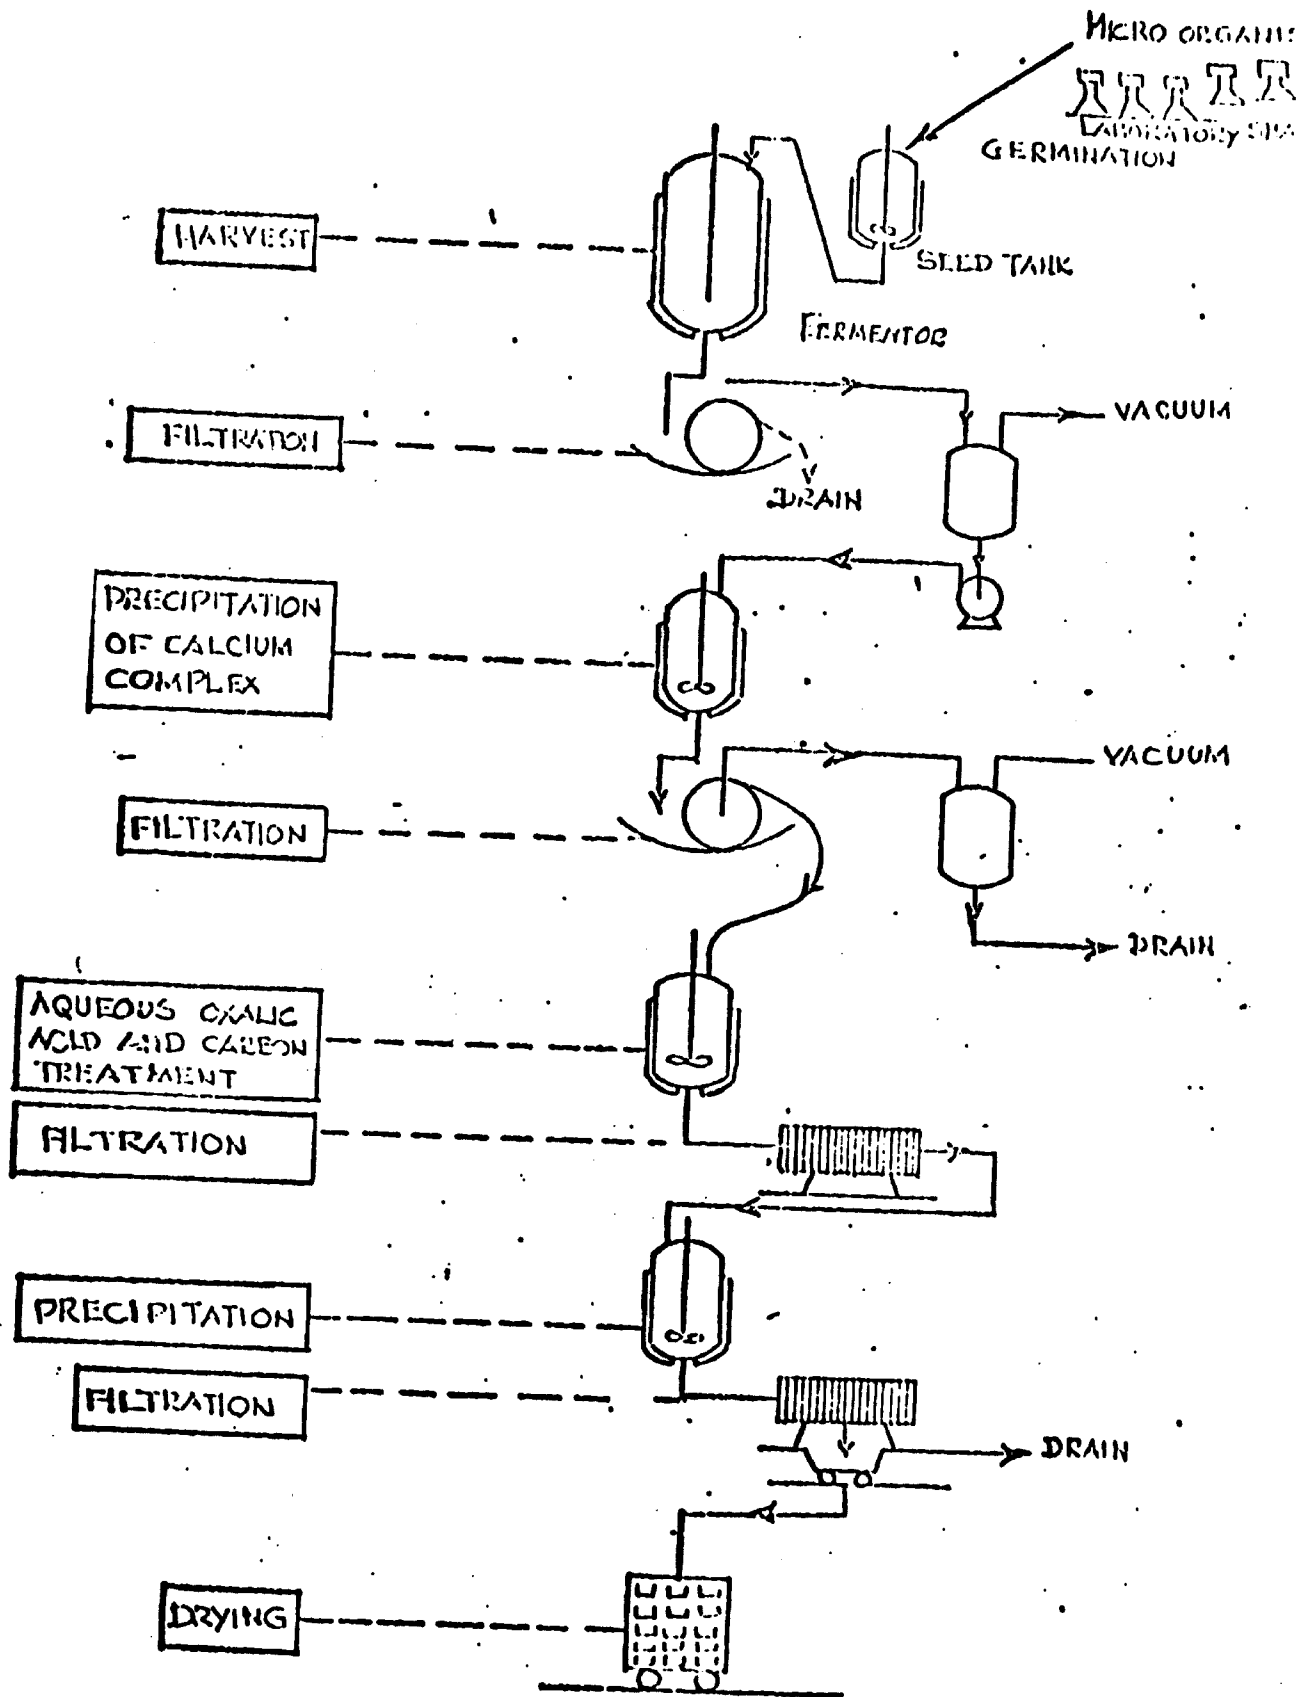 MICRO
LABORATORY
GERMINATION
HARVEST
SEED TANK
FERMENTOR
VACUUM
FILTRATION
DRAIN
PRECIPITATION
OF CALCIUM
COMPLEX
VACUUM
FILTRATION
DRAIN
AQUEOUS OXALIC
ACID AND CARBON
TREATMENT
FILTRATION
PRECIPITATION
FILTRATION
DRAIN
DRYING